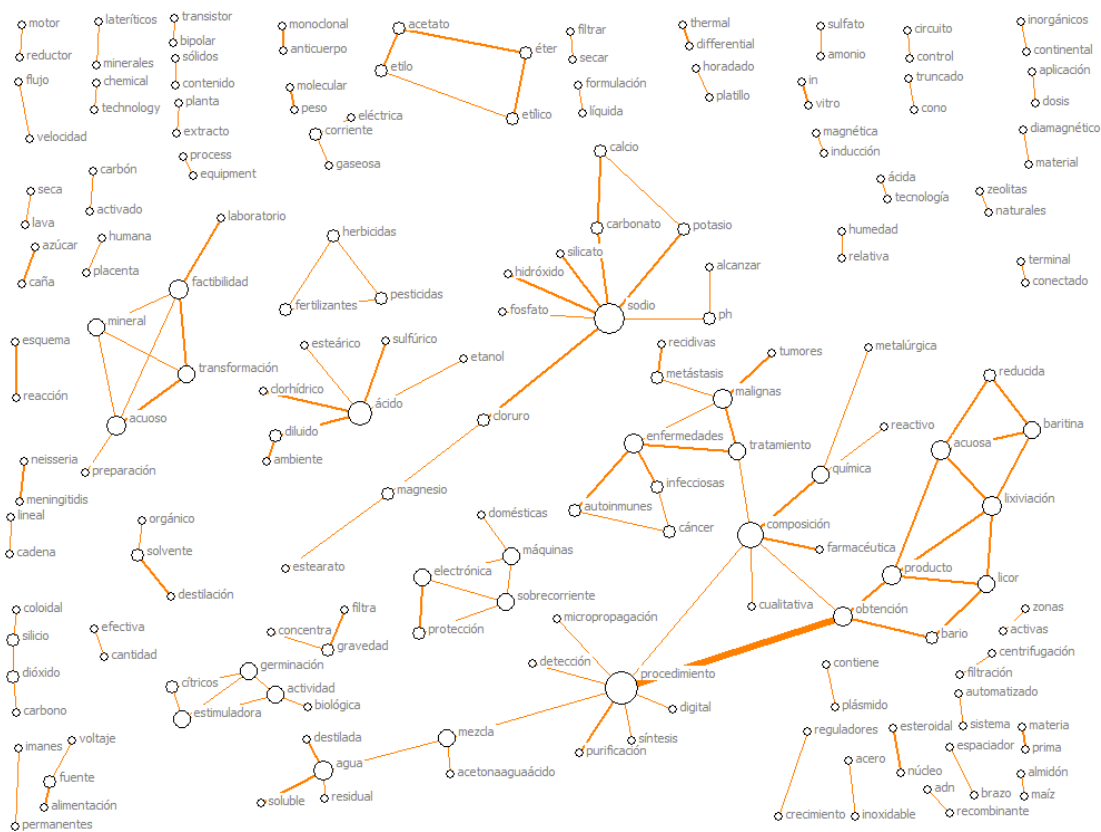 motor
reductor
lateríticos
minerales
transistor
bipolar
monoclonal
anticuerpo
acetato
etilo
éter
etílico
filtrar
secar
thermal
differential
sulfato
amonio
circuito
control
inorgánicos
continental
flujo
velocidad
chemical
technology
sólidos
contenido
planta
extracto
molecular
peso
eléctrica
corriente
gaseosa
formulación
líquida
horadado
platillo
in
vitro
truncado
cono
aplicación
dosis
process
equipment
magnética
inducción
diamagnético
material
seca
lava
carbón
activado
calcio
carbonato
potasio
ácida
tecnología
zeolitas
naturales
azúcar
caña
humana
placenta
laboratorio
factibilidad
mineral
transformación
acuoso
preparación
herbicidas
fertilizantes
pesticidas
silicato
hidróxido
fosfato
sodio
alcanzar
ph
humedad
relativa
terminal
conectado
esquema
reacción
esteárico
sulfúrico
etanol
clorhídrico
ácido
diluido
ambiente
cloruro
magnesio
estearato
recidivas
metástasis
tumores
malignas
metalúrgica
enfermedades
tratamiento
infecciosas
autoinmunes
cáncer
reactivo
química
composición
farmacéutica
cualitativa
reducida
baritina
acuosa
lixiviación
producto
licor
obtención
bario
neisseria
meningitidis
lineal
cadena
orgánico
solvente
destilación
domésticas
máquinas
electrónica
sobrecorriente
protección
coloidal
silicio
dióxido
carbono
efectiva
cantidad
filtra
concentra
gravedad
micropropagación
detección
procedimiento
digital
síntesis
purificación
zonas
activas
centrifugación
filtración
contiene
plásmido
automatizado
sistema
germinación
cítricos
actividad
estimuladora
biológica
imanes
permanentes
voltaje
fuente
alimentación
destilada
agua
soluble
residual
mezcla
acetonaaguaácido
reguladores
crecimiento
acero
inoxidable
esteroidal
núcleo
adn
recombinante
espaciador
brazo
materia
prima
almidón
maíz